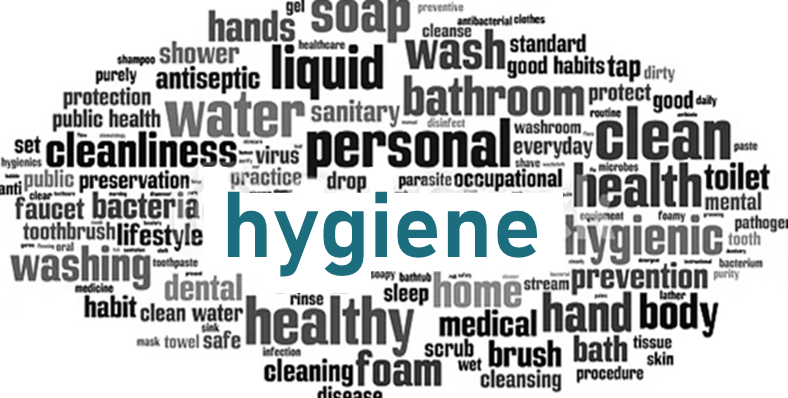 gel soap preventive
hands antibacterial clothes
healthcare cleanse
shampoo shower wash standard
purely antiseptic liquid good habits tap dirty
protection bathroom protect good daily
public health water sanitary routine
disinfect
set cleanliness virus personal washroom clean paste
hygienics everyday
anti public preservation practice drop parasite occupational shave microbes toilet
clear health mental
faucet bacteria hygiene equipment foamy pathogen
toothbrush lifestyle hygienic tooth
oral
washing toothpaste soapy bathtub prevention bacterium
medicine dental sleep home stream purity
habit clean water rinse lather
sink healthy medical hand body
mask towel safe
infection scrub brush bath tissue
cleaning foam wet cleansing procedure skin
disease